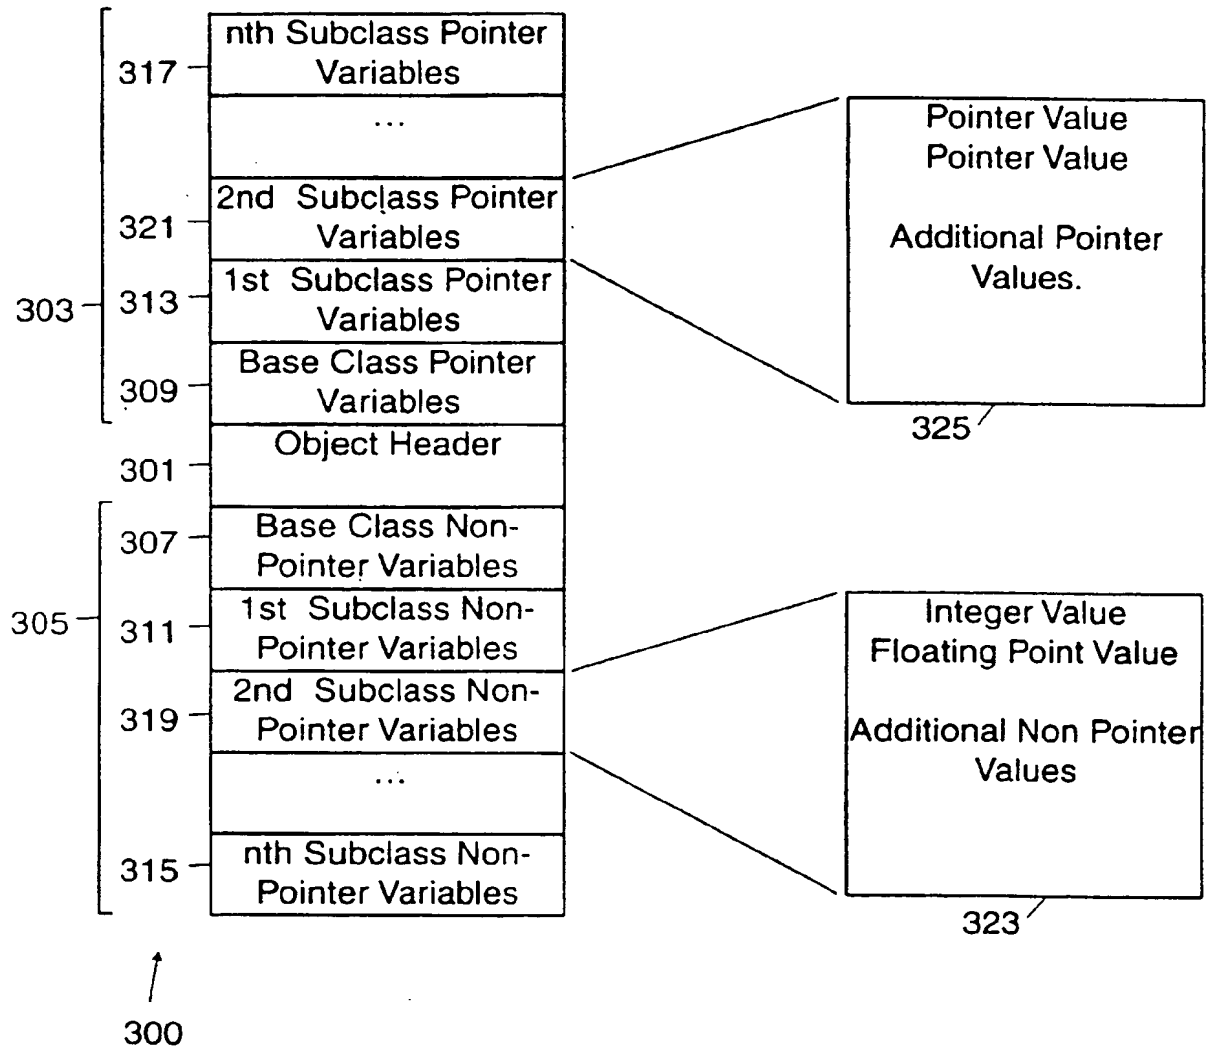 nth Subclass Pointer
Variables
317
...
2nd Subclass Pointer
Variables
321
1st Subclass Pointer
Variables
313
303
Base Class Pointer
Variables
309
Object Header
301
Base Class Non-
Pointer Variables
307
1st Subclass Non-
Pointer Variables
311
305
2nd Subclass Non-
Pointer Variables
319
...
nth Subclass Non-
Pointer Variables
315
300
Pointer Value
Pointer Value
Additional Pointer
Values.
325
Integer Value
Floating Point Value
Additional Non Pointer
Values
323